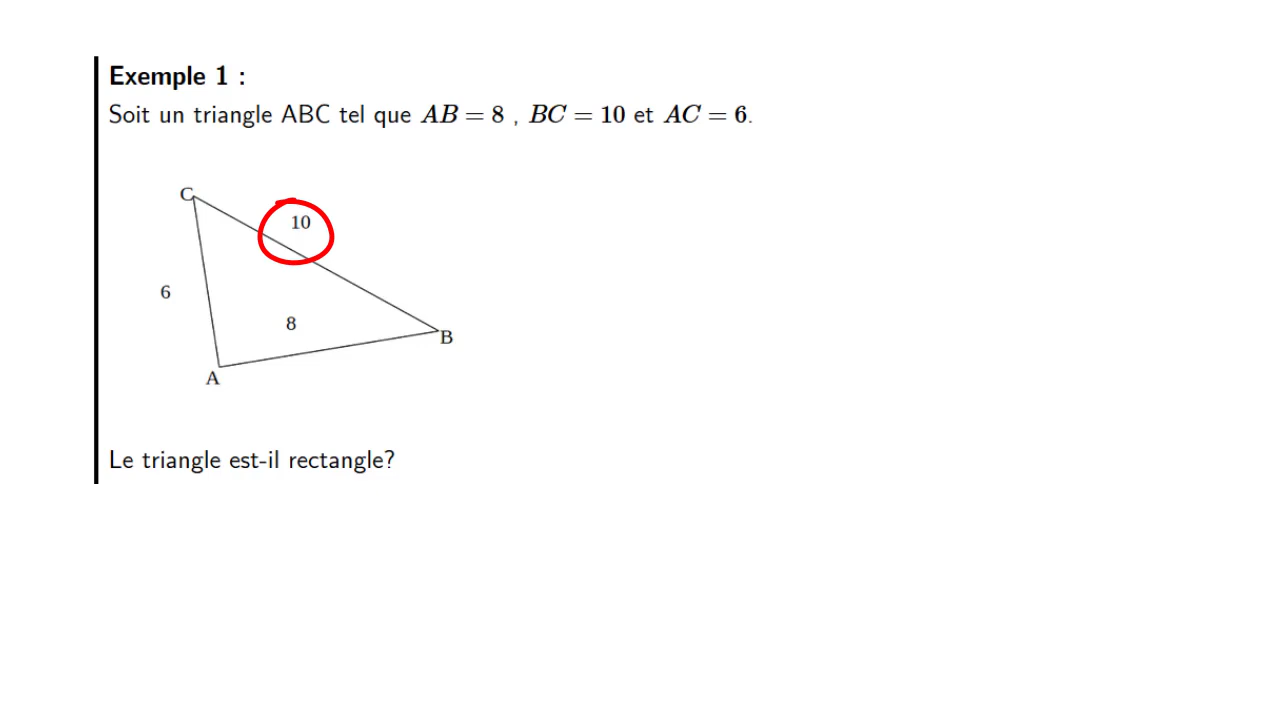 Exemple 1 :
Soit un triangle ABC tel que AB = 8 , BC = 10 et AC = 6.
C
10
6
8
B
A
Le triangle est-il rectangle?